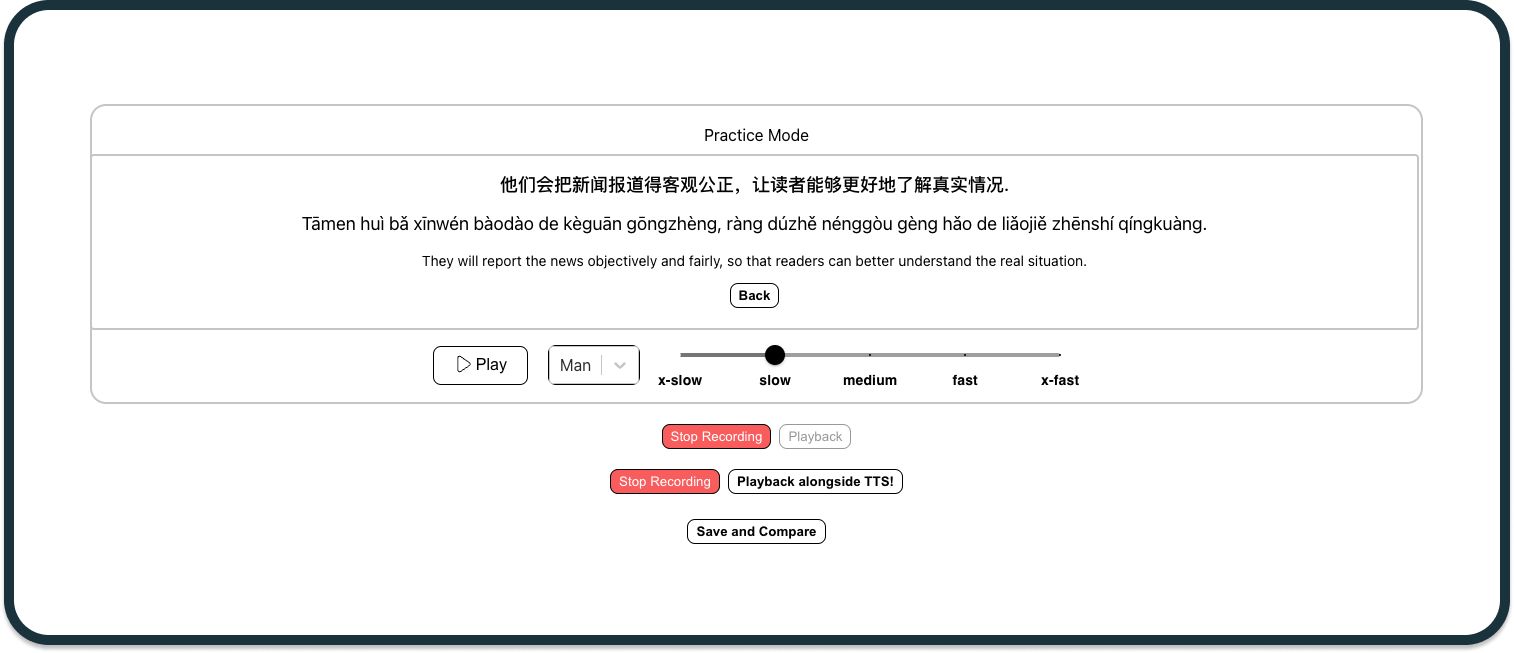 Practice Mode
他们会把新闻报道得客观公正，让读者能够更好地了解真实情况.
Tāmen huì bǎ xīnwén bàodào de kèguān gōngzhèng, ràng dúzhě nénggòu gèng hǎo de liǎojiě zhēnshí qíngkuàng.
They will report the news objectively and fairly, so that readers can better understand the real situation.
Back
Play Man
x-slow slow medium fast x-fast
Stop Recording Playback
Stop Recording Playback alongside TTS!
Save and Compare